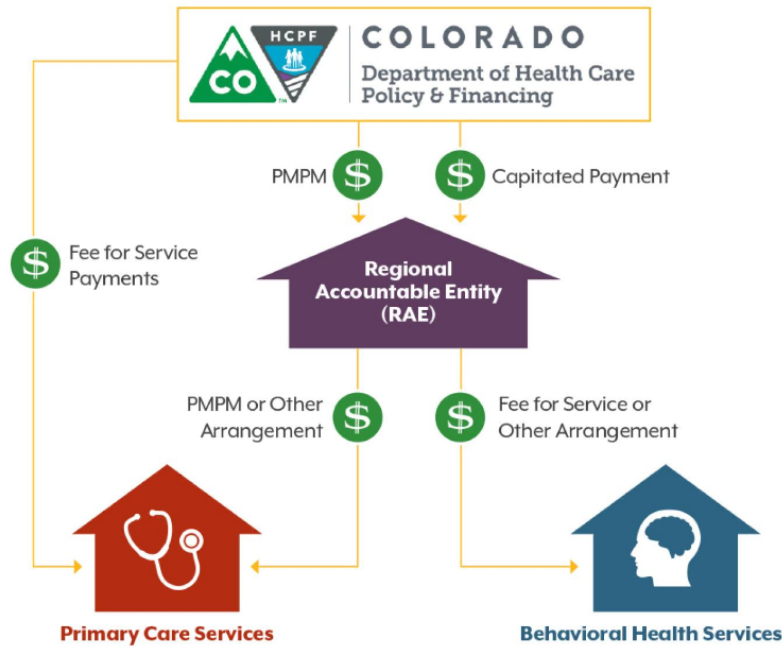 HCPF
CO
TM
COLORADO
Department of Health Care
Policy & Financing
PMPM
$
$
Capitated Payment
$
Fee for Service
Payments
Regional
Accountable Entity
(RAE)
PMPM or Other
Arrangement
$
$
Fee for Service or
Other Arrangement
Primary Care Services
Behavioral Health Services